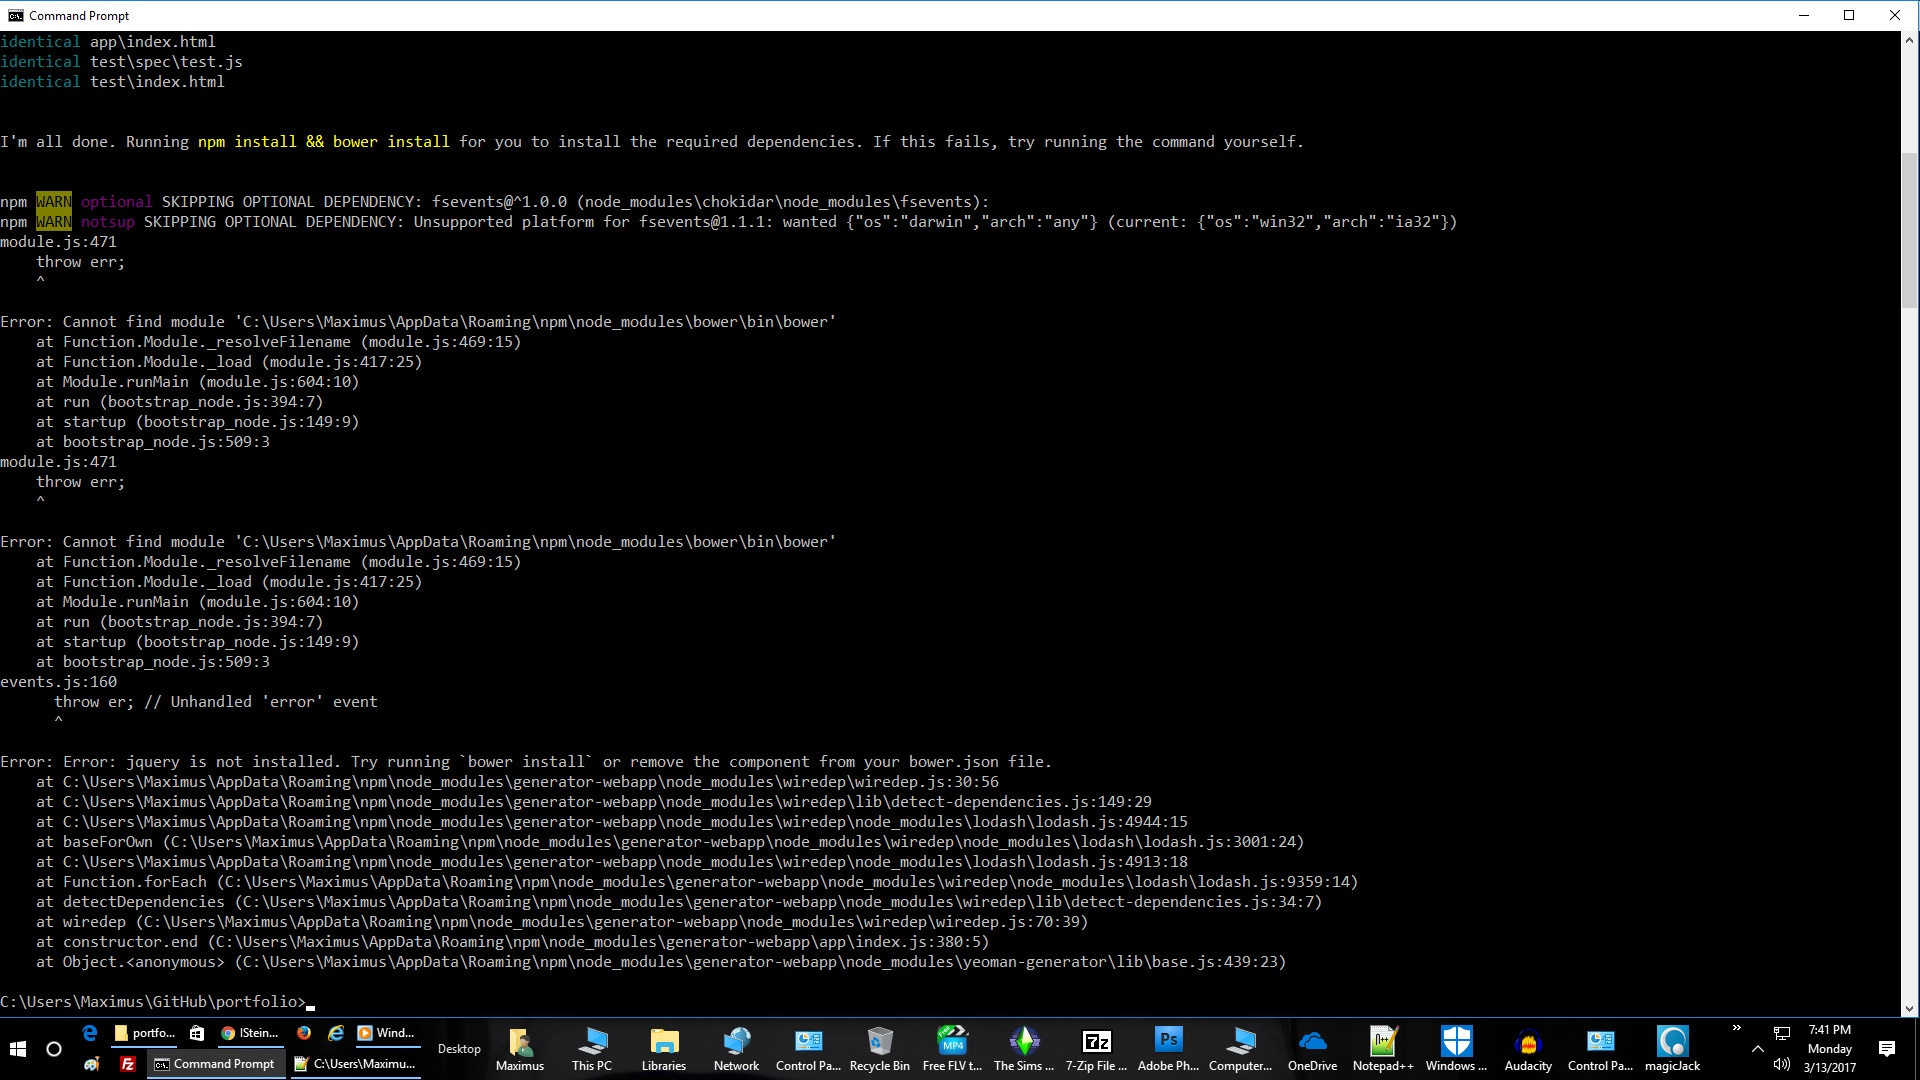 Command Prompt
identical app\index.html
identical test\spec\test.js
identical test\index.html
I'm all done. Running npm install && bower install for you to install the required dependencies. If this fails, try running the command yourself.
npm WARN optional SKIPPING OPTIONAL DEPENDENCY: fsevents@^1.0.0 (node_modules\chokidar\node_modules\fsevents):
npm WARN notsup SKIPPING OPTIONAL DEPENDENCY: Unsupported platform for fsevents@1.1.1: wanted {"os":"darwin","arch":"any"} (current: {"os":"win32","arch":"ia32"})
module.js:471
    throw err;
    ^
Error: Cannot find module 'C:\Users\Maximus\AppData\Roaming\npm\node_modules\bower\bin\bower'
    at Function.Module._resolveFilename (module.js:469:15)
    at Function.Module._load (module.js:417:25)
    at Module.runMain (module.js:604:10)
    at run (bootstrap_node.js:394:7)
    at startup (bootstrap_node.js:149:9)
    at bootstrap_node.js:509:3
module.js:471
    throw err;
    ^
Error: Cannot find module 'C:\Users\Maximus\AppData\Roaming\npm\node_modules\bower\bin\bower'
    at Function.Module._resolveFilename (module.js:469:15)
    at Function.Module._load (module.js:417:25)
    at Module.runMain (module.js:604:10)
    at run (bootstrap_node.js:394:7)
    at startup (bootstrap_node.js:149:9)
    at bootstrap_node.js:509:3
events.js:160
      throw er; // Unhandled 'error' event
      ^
Error: Error: jquery is not installed. Try running `bower install` or remove the component from your bower.json file.
    at C:\Users\Maximus\AppData\Roaming\npm\node_modules\generator-webapp\node_modules\wiredep\wiredep.js:30:56
    at C:\Users\Maximus\AppData\Roaming\npm\node_modules\generator-webapp\node_modules\wiredep\lib\detect-dependencies.js:149:29
    at C:\Users\Maximus\AppData\Roaming\npm\node_modules\generator-webapp\node_modules\wiredep\node_modules\lodash\lodash.js:4944:15
    at baseForOwn (C:\Users\Maximus\AppData\Roaming\npm\node_modules\generator-webapp\node_modules\wiredep\node_modules\lodash\lodash.js:3001:24)
    at C:\Users\Maximus\AppData\Roaming\npm\node_modules\generator-webapp\node_modules\wiredep\node_modules\lodash\lodash.js:4913:18
    at Function.forEach (C:\Users\Maximus\AppData\Roaming\npm\node_modules\generator-webapp\node_modules\wiredep\node_modules\lodash\lodash.js:9359:14)
    at detectDependencies (C:\Users\Maximus\AppData\Roaming\npm\node_modules\generator-webapp\node_modules\wiredep\lib\detect-dependencies.js:34:7)
    at wiredep (C:\Users\Maximus\AppData\Roaming\npm\node_modules\generator-webapp\node_modules\wiredep\wiredep.js:70:39)
    at constructor.end (C:\Users\Maximus\AppData\Roaming\npm\node_modules\generator-webapp\app\index.js:380:5)
    at Object.<anonymous> (C:\Users\Maximus\AppData\Roaming\npm\node_modules\generator-webapp\node_modules\yeoman-generator\lib\base.js:439:23)
C:\Users\Maximus\GitHub\portfolio>_
portfo... IStein... Wind...
Command Prompt C:\Users\Maximu...
Desktop
MP4 7z Ps
Maximus This PC Libraries Network Control Pa... Recycle Bin Free FLV t... The Sims ... 7-Zip File ... Adobe Ph... Computer... OneDrive Notepad++ Windows ... Audacity Control Pa... magicJack
7:41 PM
Monday
3/13/2017